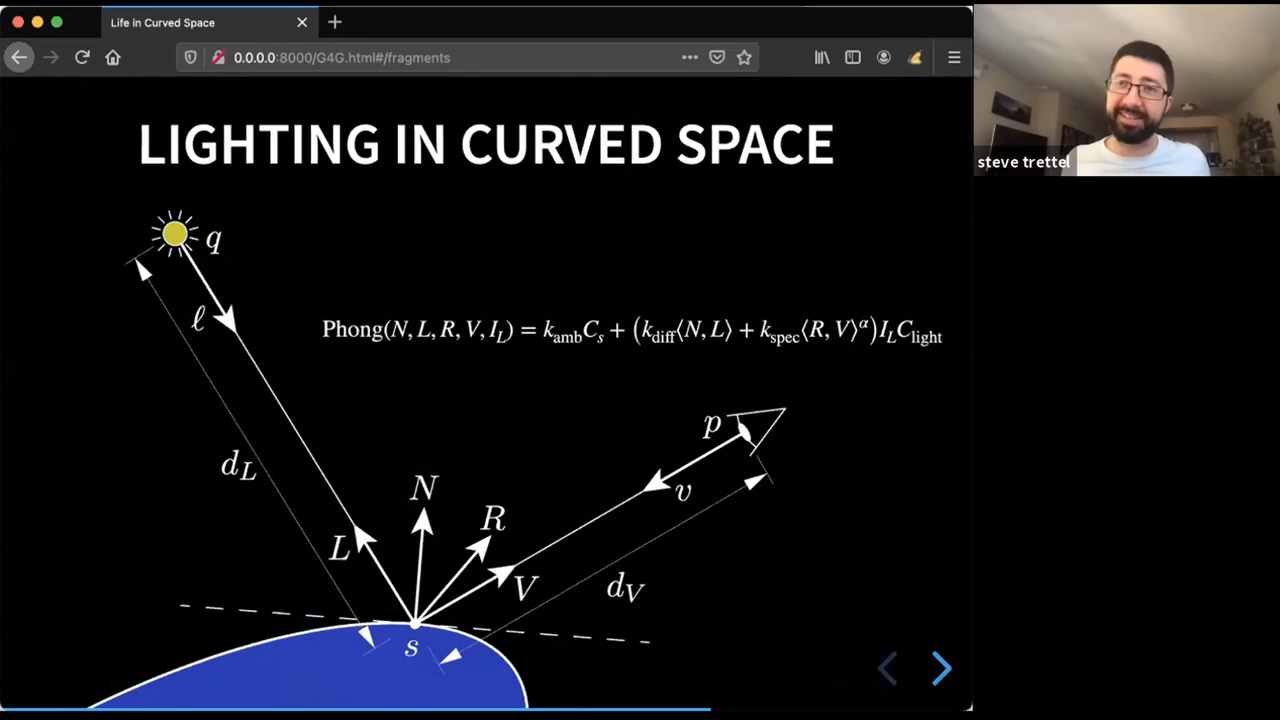 Life in Curved Space
0.0.0.0:8000/G4G.html#/fragments
steve trettel
LIGHTING IN CURVED SPACE
q
ℓ
Phong(N, L, R, V, I_L) = k_amb C_s + (k_diff⟨N, L⟩ + k_spec⟨R, V⟩^α) I_L C_light
p
v
d_L
N
R
L
V
d_V
s